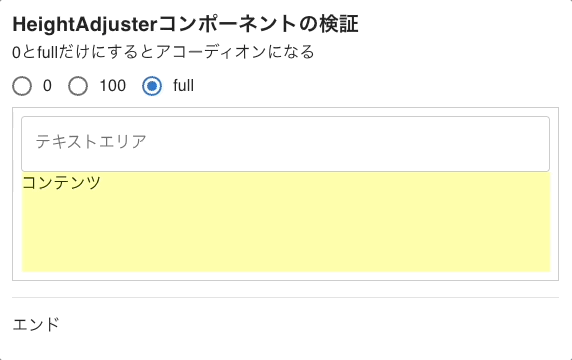 HeightAdjusterコンポーネントの検証
0とfullだけにするとアコーディオンになる
0 100 full
テキストエリア
コンテンツ
エンド